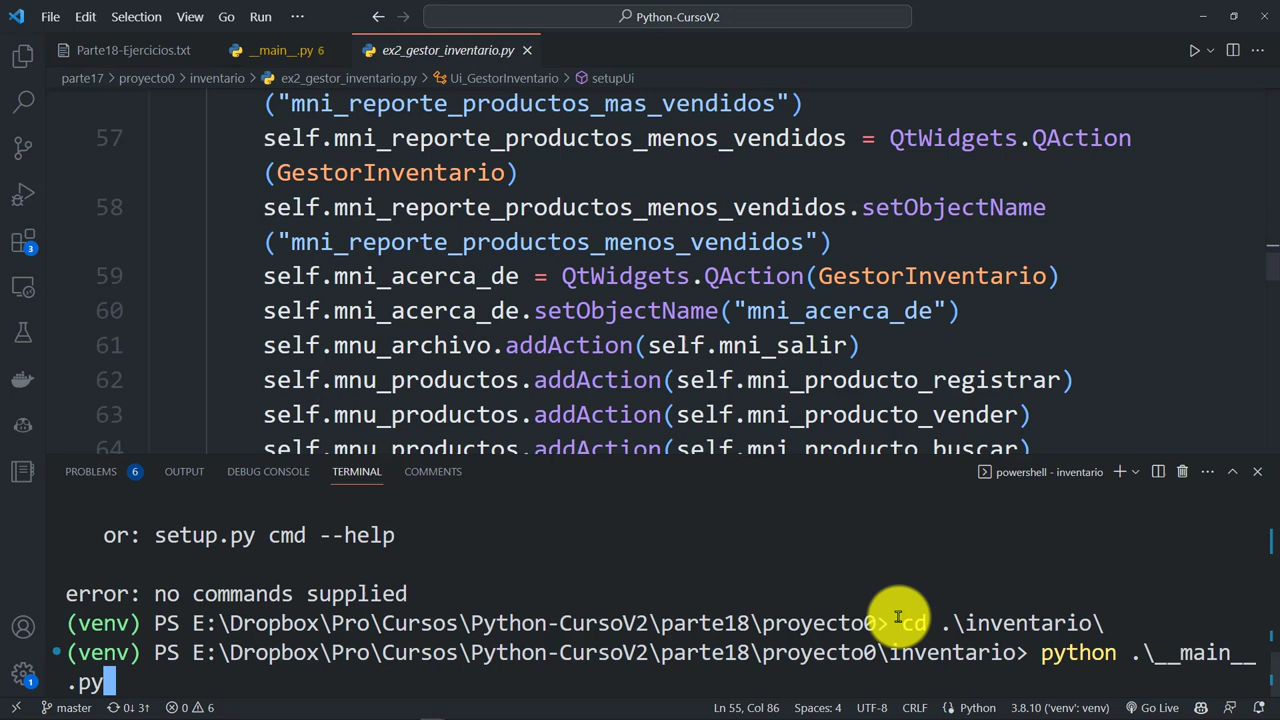 File Edit Selection View Go Run ··· Python-CursoV2
Parte18-Ejercicios.txt __main__.py 6 ex2_gestor_inventario.py
parte17 > proyecto0 > inventario > ex2_gestor_inventario.py > Ui_GestorInventario > setupUi
("mni_reporte_productos_mas_vendidos")
57 self.mni_reporte_productos_menos_vendidos = QtWidgets.QAction
(GestorInventario)
58 self.mni_reporte_productos_menos_vendidos.setObjectName
("mni_reporte_productos_menos_vendidos")
59 self.mni_acerca_de = QtWidgets.QAction(GestorInventario)
60 self.mni_acerca_de.setObjectName("mni_acerca_de")
61 self.mnu_archivo.addAction(self.mni_salir)
62 self.mnu_productos.addAction(self.mni_producto_registrar)
63 self.mnu_productos.addAction(self.mni_producto_vender)
64 self.mnu_productos.addAction(self.mni_producto_buscar)
3
PROBLEMS 6 OUTPUT DEBUG CONSOLE TERMINAL COMMENTS powershell - inventario
or: setup.py cmd --help
error: no commands supplied
(venv) PS E:\Dropbox\Pro\Cursos\Python-CursoV2\parte18\proyecto0> cd .\inventario\
(venv) PS E:\Dropbox\Pro\Cursos\Python-CursoV2\parte18\proyecto0\inventario> python .\__main__
.py
1
master 0↓ 3↑ 0 6 Ln 55, Col 86 Spaces: 4 UTF-8 CRLF Python 3.8.10 ('venv': venv) Go Live